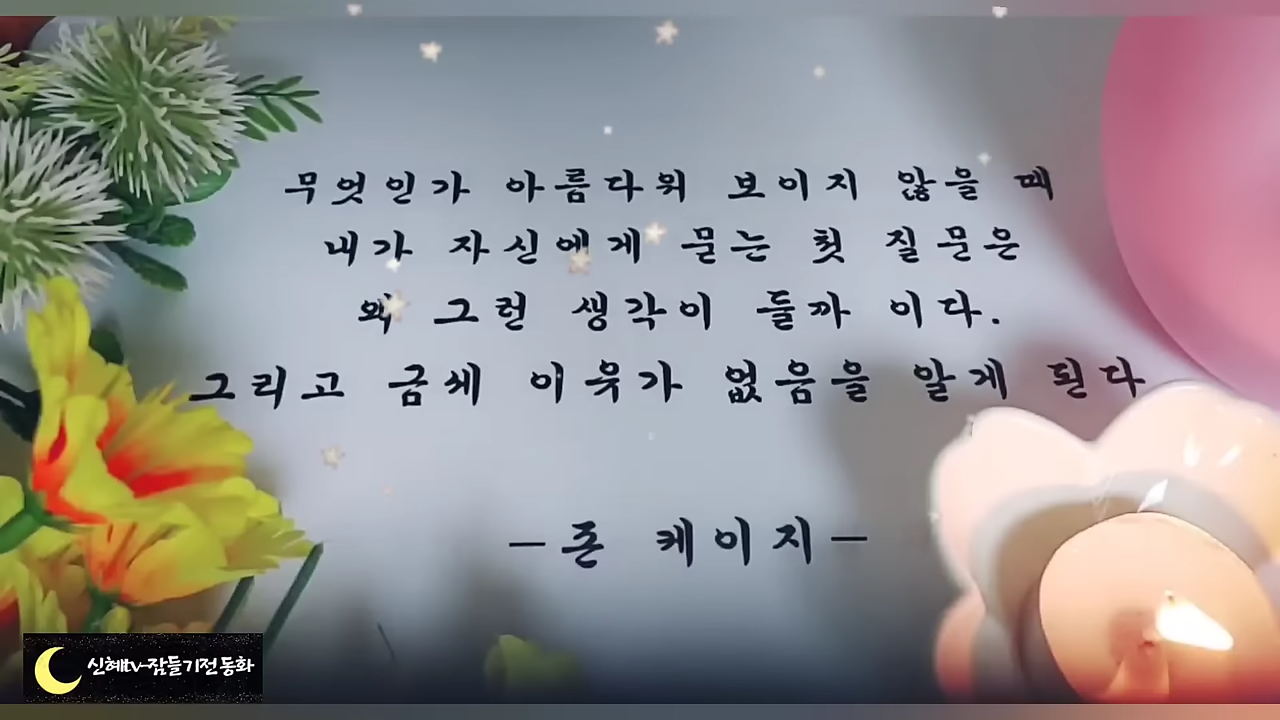 무엇인가 아름다워 보이지 않을 때
내가 자신에게 묻는 첫 질문은
왜 그런 생각이 들까 이다.
그리고 금세 이유가 없음을 알게 된다
-존 케이지-
신혜tv-잠들기전동화